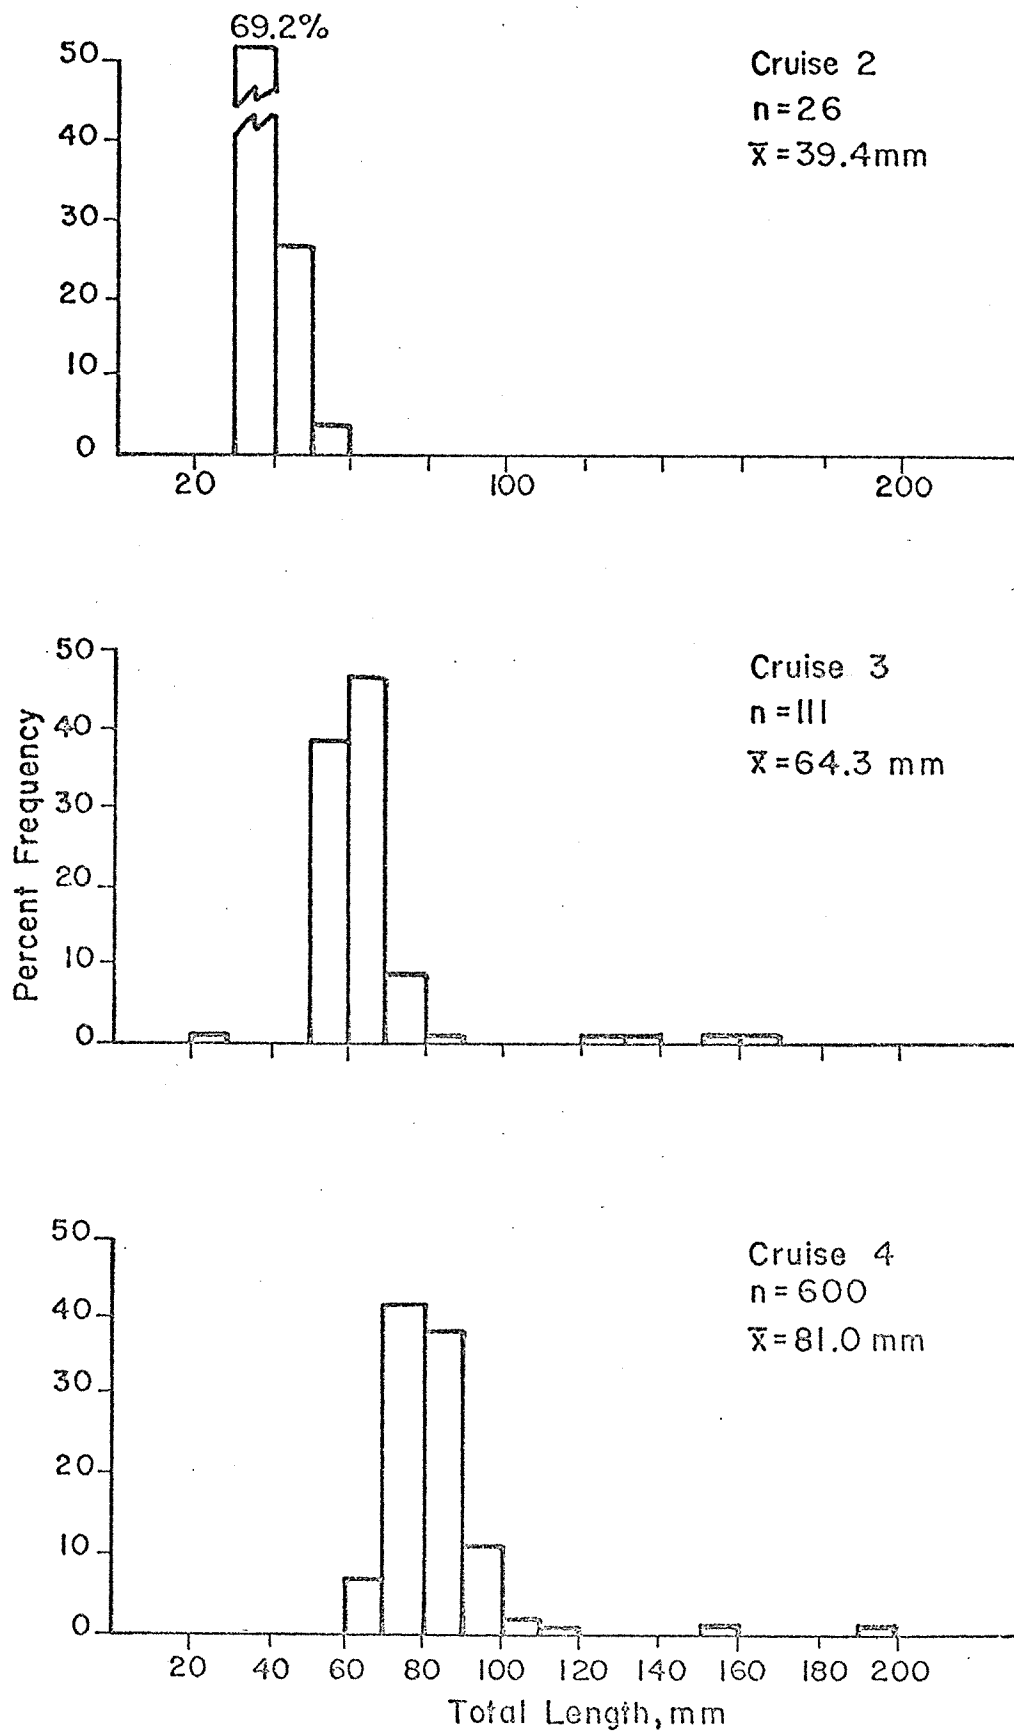 69.2%
50
40
30
20
10
0
Cruise 2
n=26
x̄=39.4mm
20
100
200
Percent Frequency
50
40
30
20
10
0
Cruise 3
n=111
x̄=64.3 mm
50
40
30
20
10
0
Cruise 4
n=600
x̄=81.0 mm
20 40 60 80 100 120 140 160 180 200
Total Length, mm